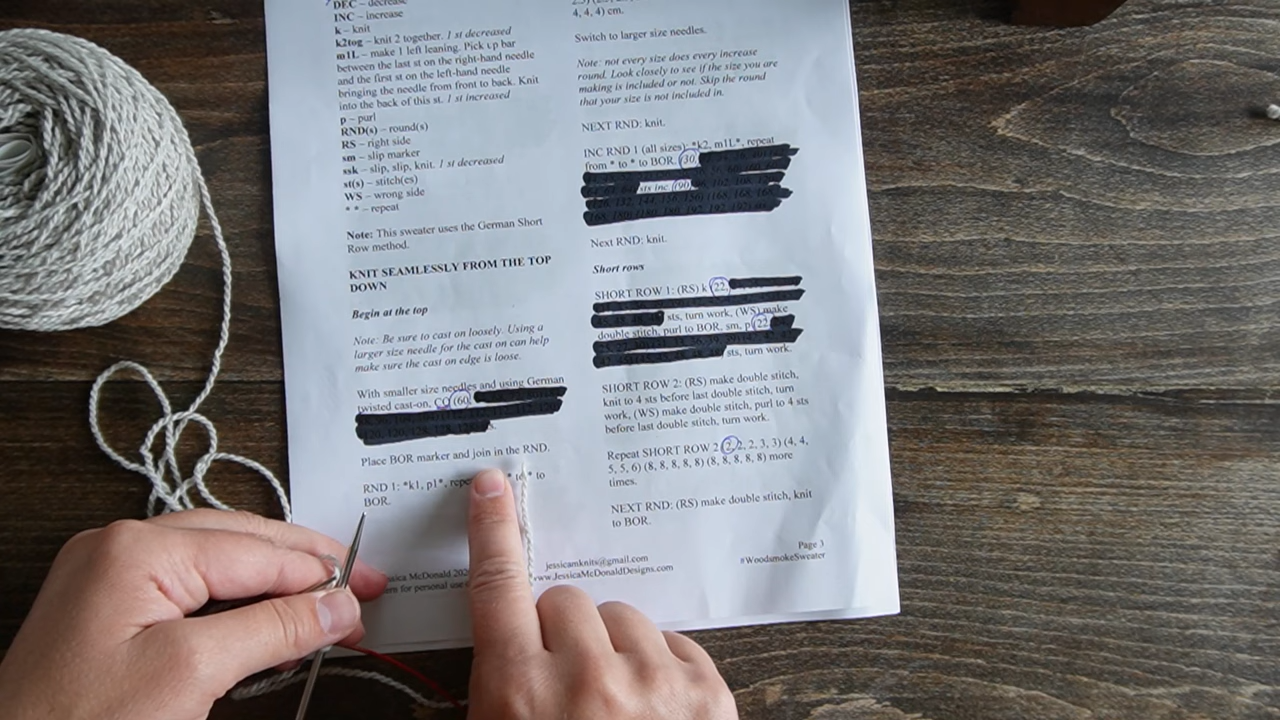 DEC – decrease
INC – increase
k – knit
k2tog – knit 2 together. 1 st decreased
m1L – make 1 left leaning. Pick up bar
between the last st on the right-hand needle
and the first st on the left-hand needle
bringing the needle from front to back. Knit
into the back of this st. 1 st increased
p – purl
RND(s) – round(s)
RS – right side
sm – slip marker
ssk – slip, slip, knit. 1 st decreased
st(s) – stitch(es)
WS – wrong side
* * – repeat
Note: This sweater uses the German Short
Row method.
KNIT SEAMLESSLY FROM THE TOP
DOWN
Begin at the top
Note: Be sure to cast on loosely. Using a
larger size needle for the cast on can help
make sure the cast on edge is loose.
With smaller size needles and using German
twisted cast-on, CO (60,
Place BOR marker and join in the RND.
RND 1: *k1, p1*, to * to
BOR.
4, 4, 4) cm.
Switch to larger size needles.
Note: not every size does every increase
round. Look closely to see if the size you are
making is included or not. Skip the round
that your size is not included in.
NEXT RND: knit.
INC RND 1 (all sizes): *k2, m1L*, repeat
from * to * to BOR. (30,
sts inc (90,
Next RND: knit.
Short rows
SHORT ROW 1: (RS) k (22,
sts, turn work, (WS) make
double stitch, purl to BOR, sm, p (22
sts, turn work.
SHORT ROW 2: (RS) make double stitch,
knit to 4 sts before last double stitch, turn
work, (WS) make double stitch, purl to 4 sts
before last double stitch, turn work.
Repeat SHORT ROW 2 (2, 2, 2, 3, 3) (4, 4,
5, 5, 6) (8, 8, 8, 8, 8) (8, 8, 8, 8, 8) more
times.
NEXT RND: (RS) make double stitch, knit
to BOR.
Jessica McDonald
for personal use
jessicamknits@gmail.com
www.JessicaMcDonaldDesigns.com
Page 3
#WoodsmokeSweater